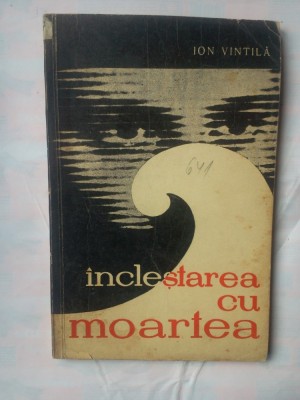 ION VINTILĂ
641
încleștarea
cu
moartea